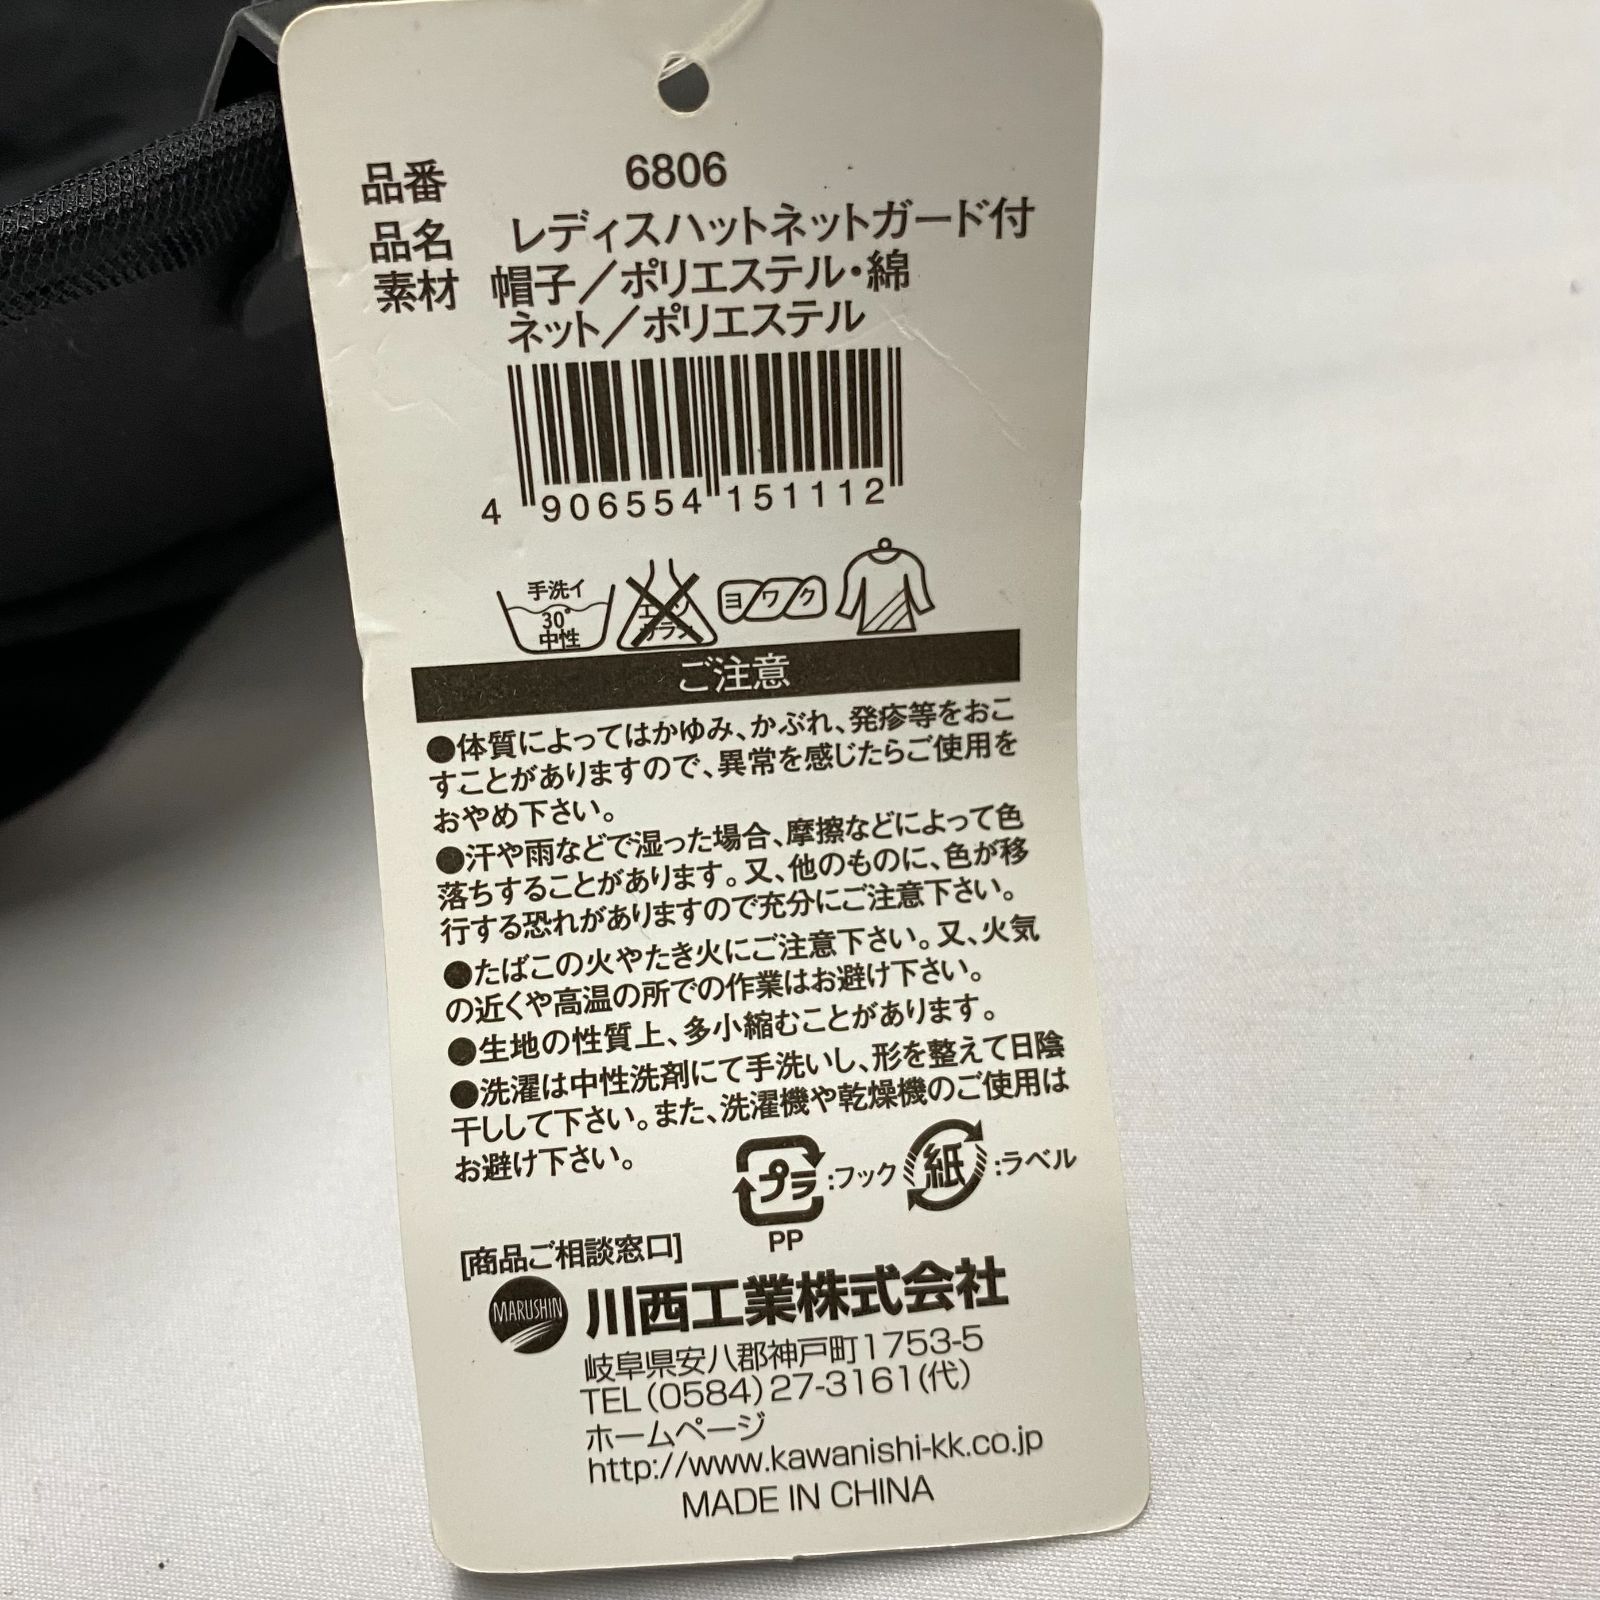 品番 6806
品名 レディスハットネットガード付
素材 帽子／ポリエステル・綿
ネット／ポリエステル
4 906554 151112
手洗イ
30°
中性
エンソ
サラシ
ヨワク
ご注意
●体質によってはかゆみ、かぶれ、発疹等をおこ
すことがありますので、異常を感じたらご使用を
おやめ下さい。
●汗や雨などで湿った場合、摩擦などによって色
落ちすることがあります。又、他のものに、色が移
行する恐れがありますので充分にご注意下さい。
●たばこの火やたき火にご注意下さい。又、火気
の近くや高温の所での作業はお避け下さい。
●生地の性質上、多少縮むことがあります。
●洗濯は中性洗剤にて手洗いし、形を整えて日陰
干しして下さい。また、洗濯機や乾燥機のご使用は
お避け下さい。
プラ :フック 紙 :ラベル
PP
[商品ご相談窓口]
MARUSHIN 川西工業株式会社
岐阜県安八郡神戸町1753-5
TEL(0584)27-3161(代)
ホームページ
http://www.kawanishi-kk.co.jp
MADE IN CHINA